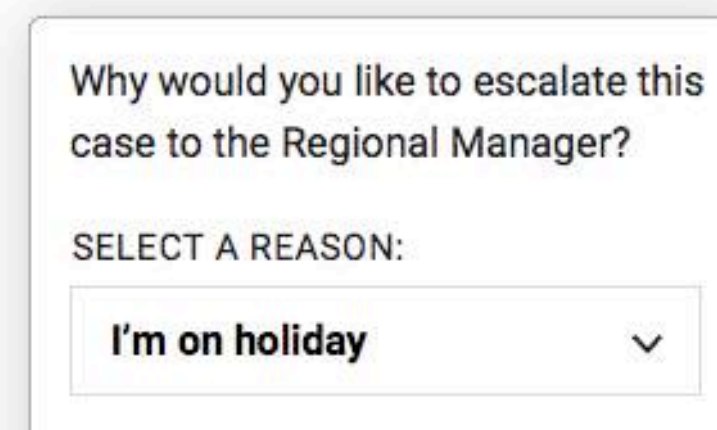 Why would you like to escalate this
case to the Regional Manager?
SELECT A REASON:
I'm on holiday